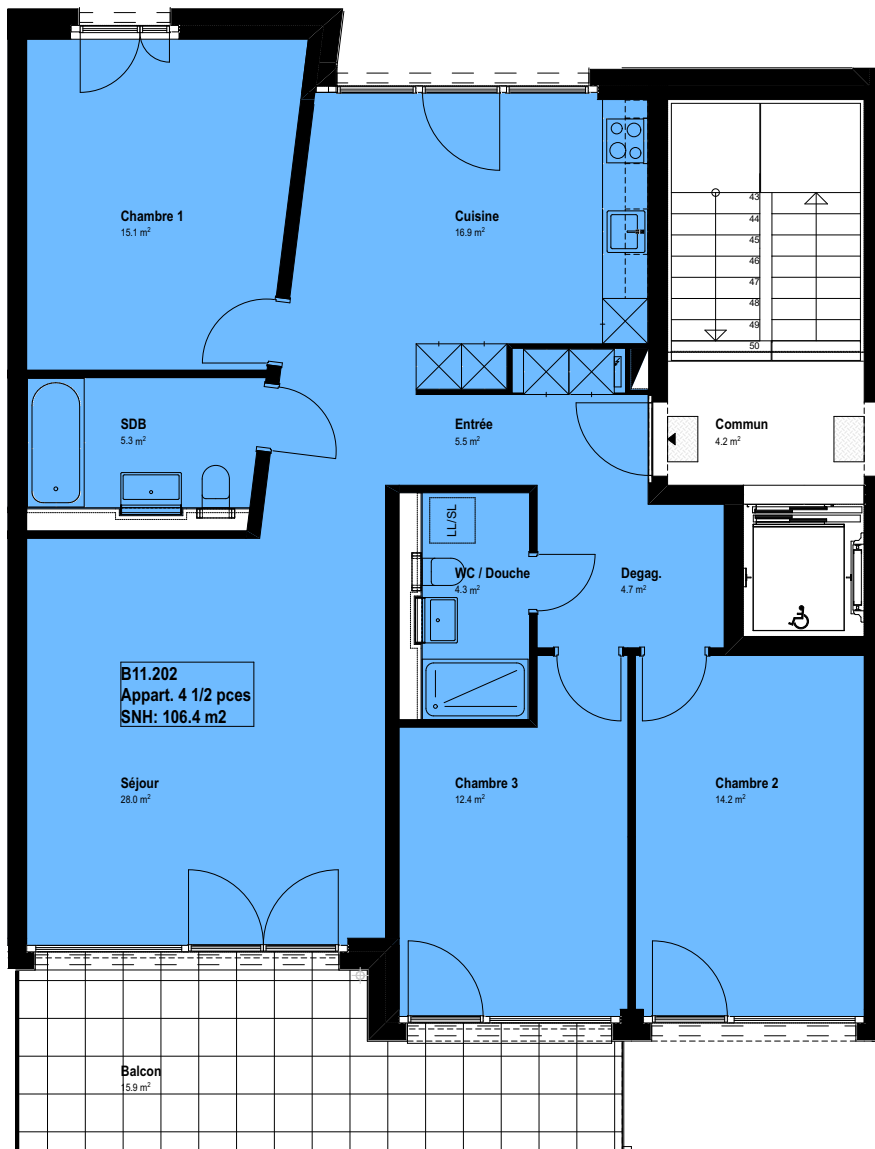 Chambre 1
15.1 m²
Cuisine
16.9 m²
43
44
45
46
47
48
49
50
SDB
5.3 m²
Entrée
5.5 m²
Commun
4.2 m²
LL/SL
WC / Douche
4.3 m²
Degag.
4.7 m²
B11.202
Appart. 4 1/2 pces
SNH: 106.4 m2
Séjour
28.0 m²
Chambre 3
12.4 m²
Chambre 2
14.2 m²
Balcon
15.9 m²